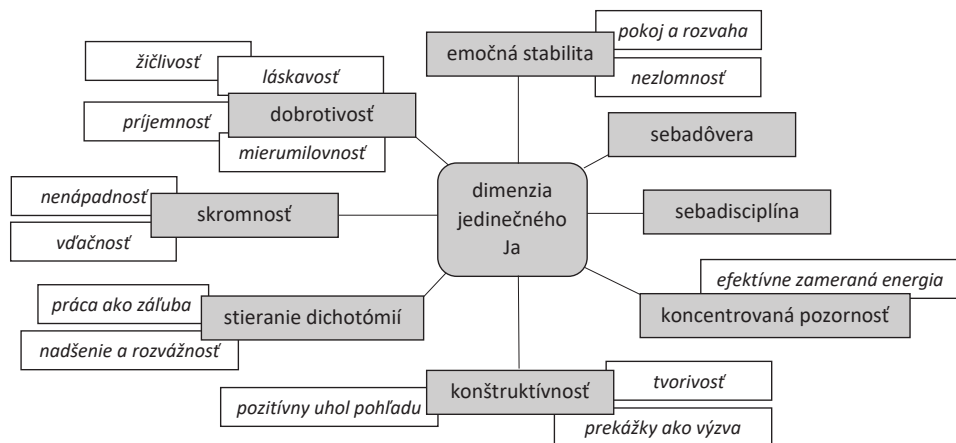 pokoj a rozvaha
emočná stabilita
nezlomnosť
žičlivosť
láskavosť
dobrotivosť
príjemnosť
mierumilovnosť
sebadôvera
dimenzia
jedinečného
Ja
nenápadnosť
skromnosť
vďačnosť
sebadisciplína
efektívne zameraná energia
koncentrovaná pozornosť
práca ako záľuba
stieranie dichotómií
nadšenie a rozvážnosť
konštruktívnosť
tvorivosť
pozitívny uhol pohľadu
prekážky ako výzva